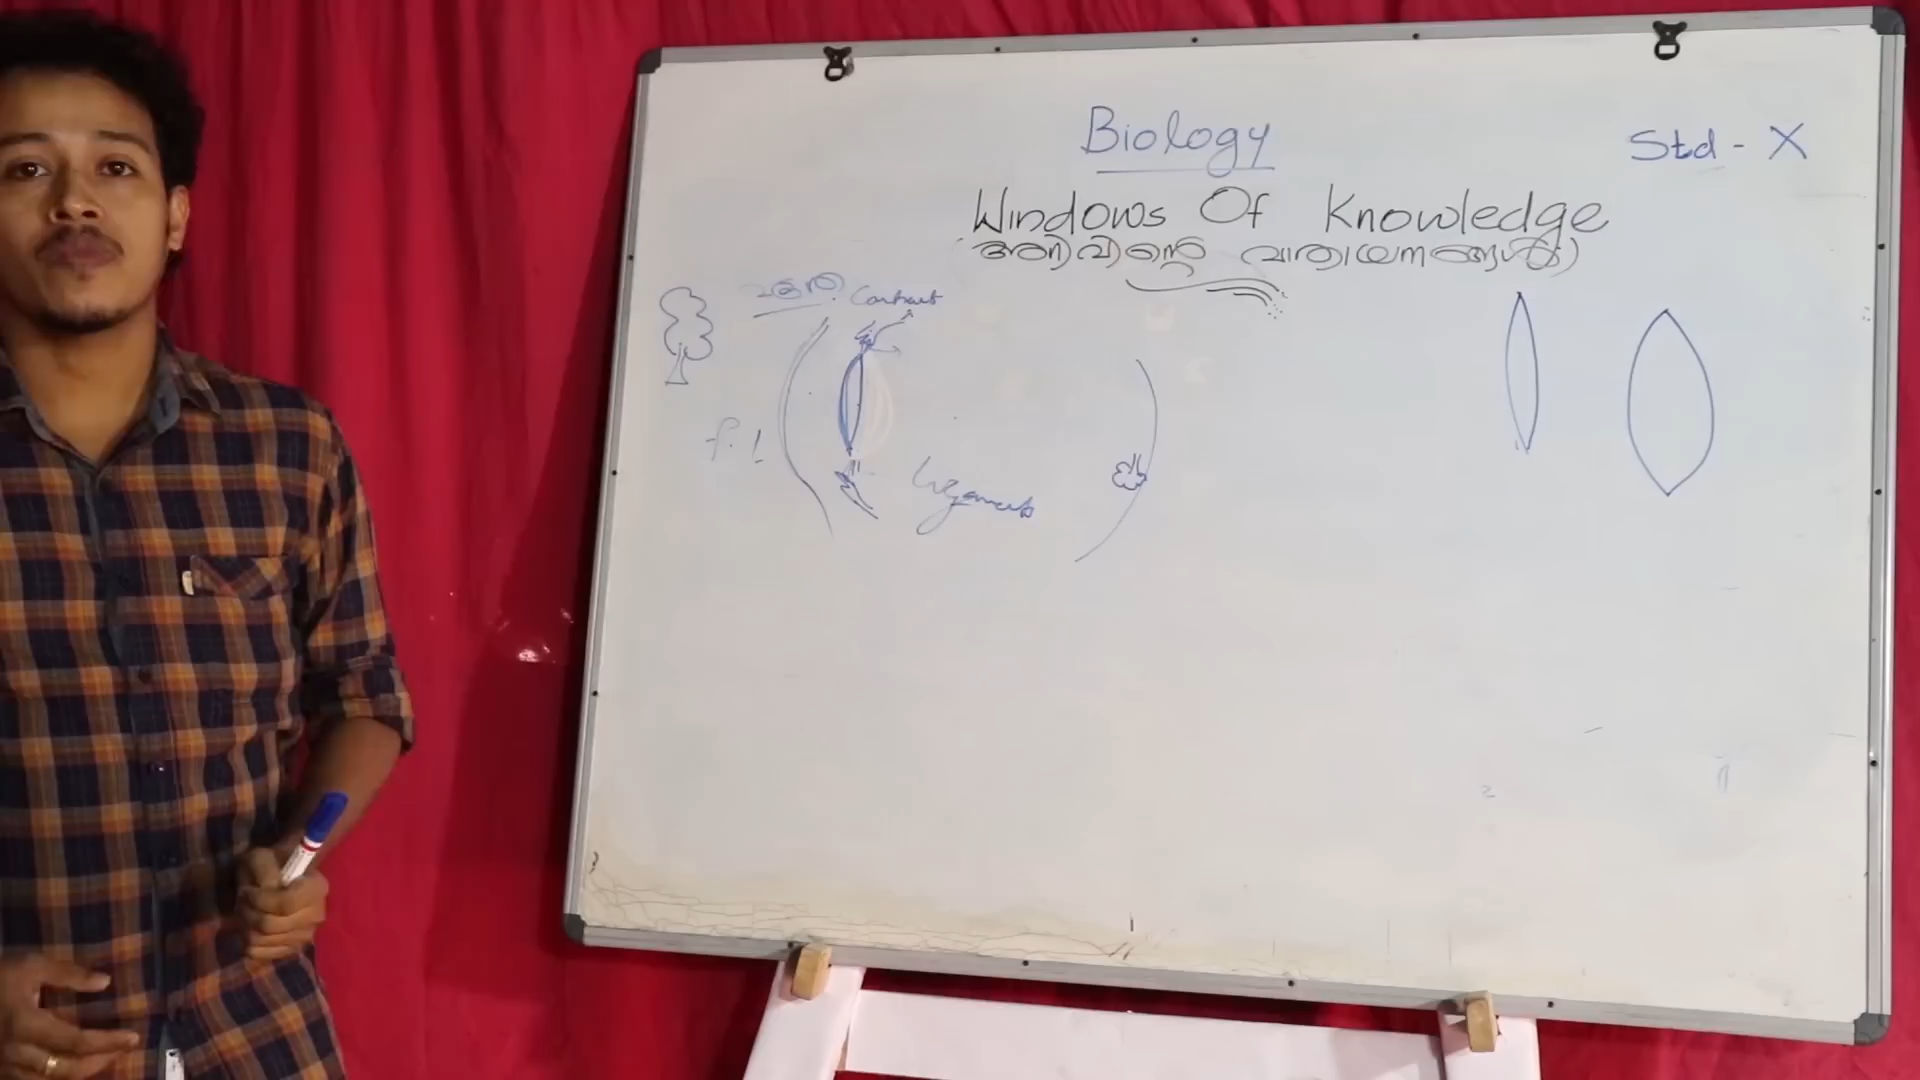 Biology
Std - X
Windows Of Knowledge
(അറിവിന്റെ വാതായനങ്ങൾ)
Contract
f.l
ligaments